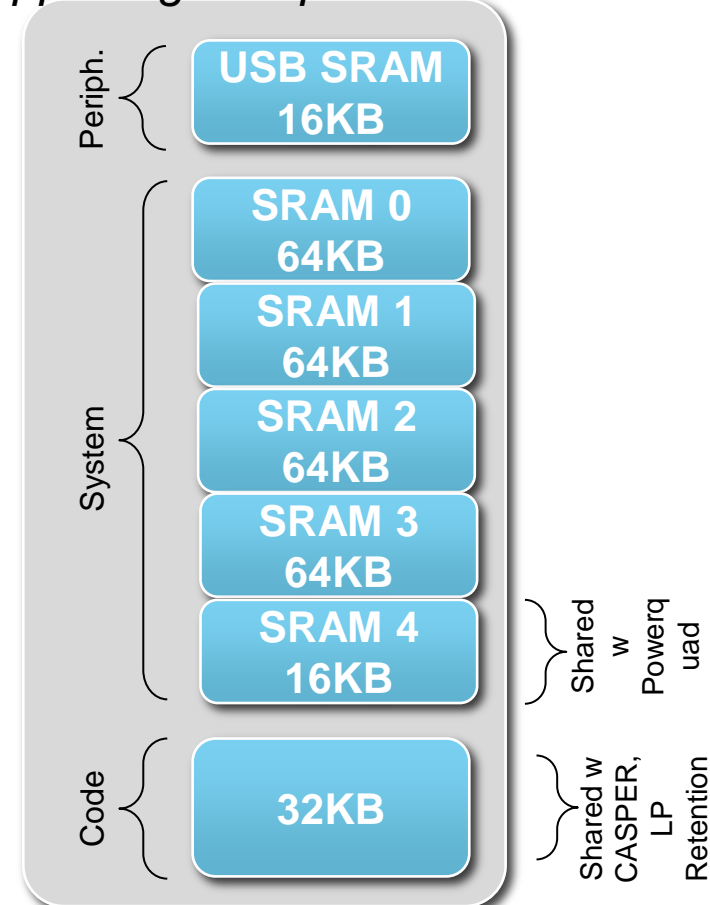 Periph.
USB SRAM
16KB
System
SRAM 0
64KB
SRAM 1
64KB
SRAM 2
64KB
SRAM 3
64KB
SRAM 4
16KB
Shared
w
Powerq
uad
Code
32KB
Shared w
CASPER,
LP
Retention